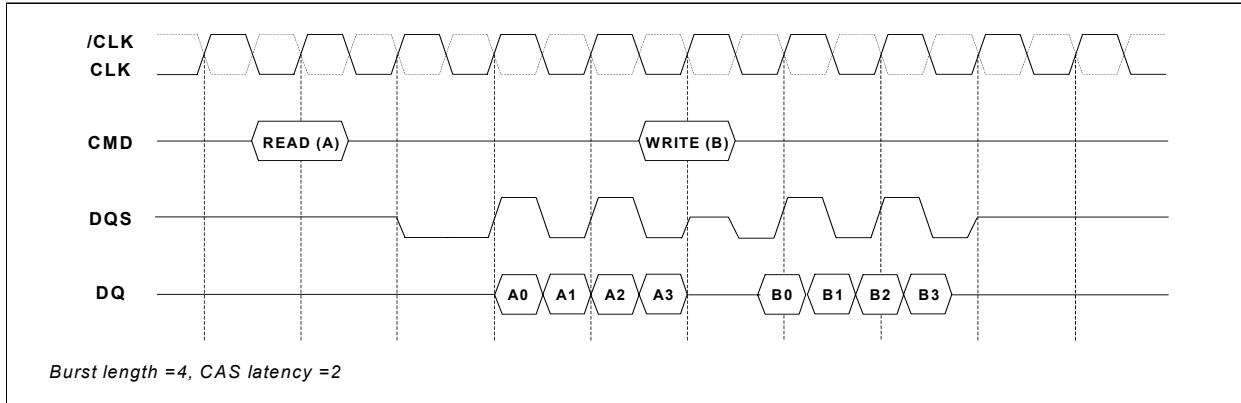 /CLK
CLK
CMD READ (A) WRITE (B)
DQS
DQ A0 A1 A2 A3 B0 B1 B2 B3
Burst length =4, CAS latency =2